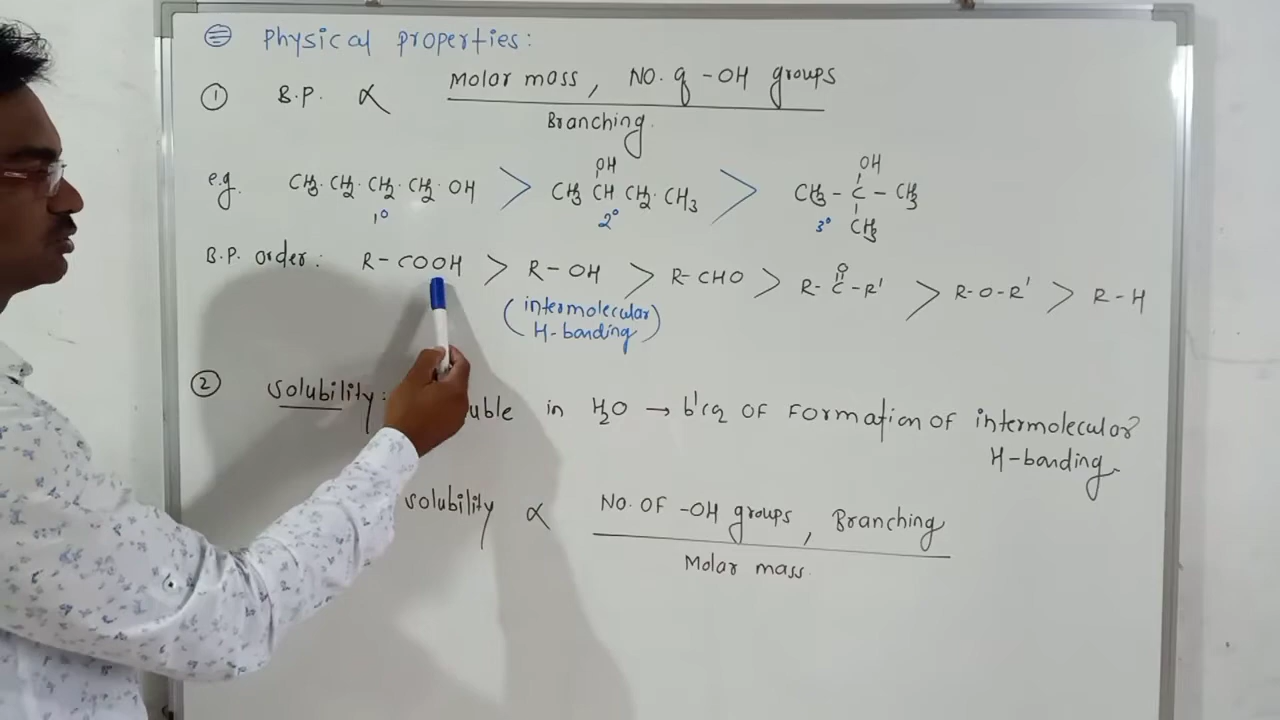 Physical properties:
① B.P. ∝ Molar mass, No. of -OH groups
Branching.
e.g. CH₃. CH₂. CH₂. CH₂. OH > CH₃ CH CH₂. CH₃ > CH₃ - C - CH₃
OH OH
CH₃
1° 2° 3°
B.P. order: R-COOH > R-OH > R-CHO > R-C-R' > R-O-R' > R-H
O
(intermolecular
H-bonding)
② Solubility: uble in H₂O → b'cz OF Formation OF intermolecular
H-bonding.
solubility ∝ No. OF -OH groups, Branching
Molar mass.